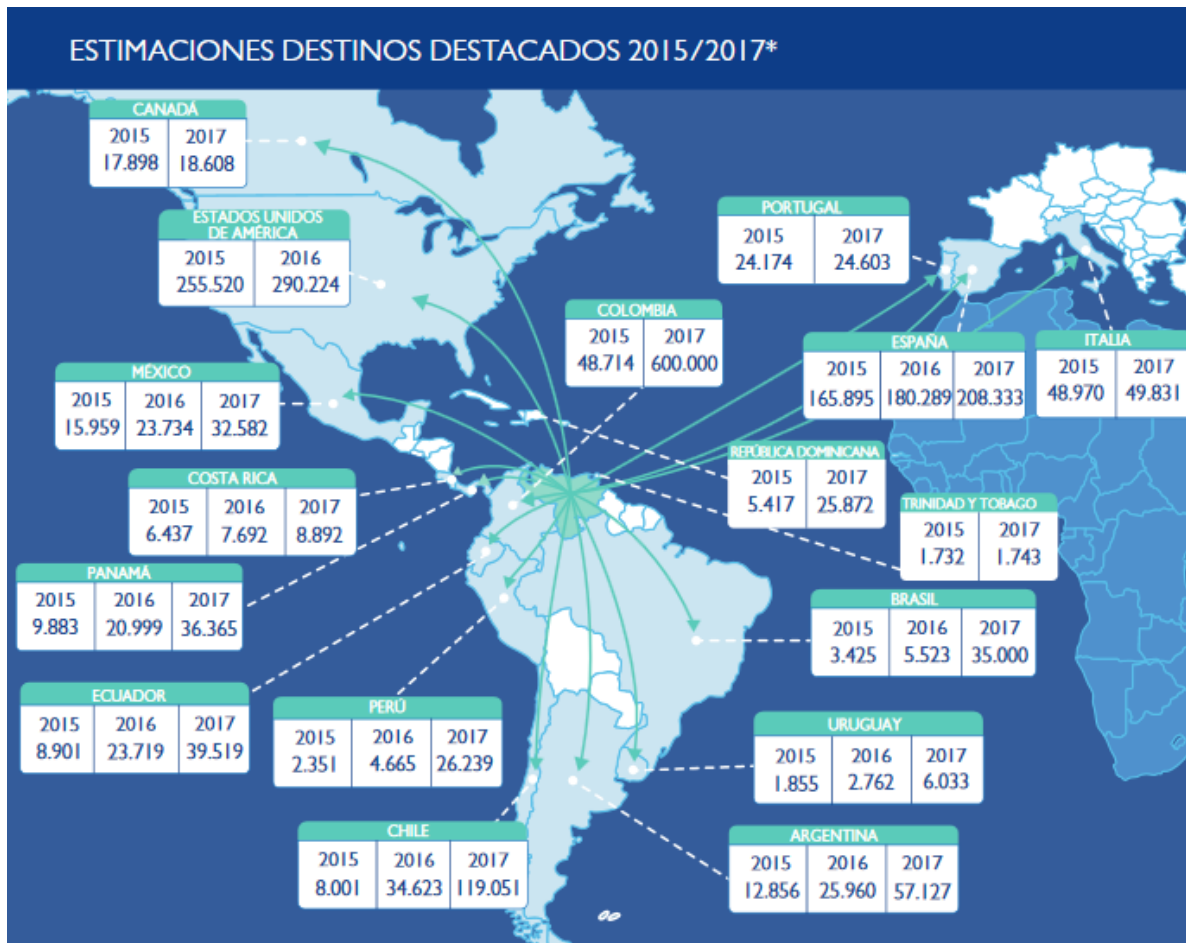 ESTIMACIONES DESTINOS DESTACADOS 2015/2017*
CANADÁ
2015 2017
17.898 18.608
ESTADOS UNIDOS
DE AMÉRICA
2015 2016
255.520 290.224
PORTUGAL
2015 2017
24.174 24.603
COLOMBIA
2015 2017
48.714 600.000
ESPAÑA
2015 2016 2017
165.895 180.289 208.333
ITALIA
2015 2017
48.970 49.831
MÉXICO
2015 2016 2017
15.959 23.734 32.582
REPÚBLICA DOMINICANA
2015 2017
5.417 25.872
COSTA RICA
2015 2016 2017
6.437 7.692 8.892
TRINIDAD Y TOBAGO
2015 2017
1.732 1.743
PANAMÁ
2015 2016 2017
9.883 20.999 36.365
BRASIL
2015 2016 2017
3.425 5.523 35.000
ECUADOR
2015 2016 2017
8.901 23.719 39.519
PERÚ
2015 2016 2017
2.351 4.665 26.239
URUGUAY
2015 2016 2017
1.855 2.762 6.033
CHILE
2015 2016 2017
8.001 34.623 119.051
ARGENTINA
2015 2016 2017
12.856 25.960 57.127